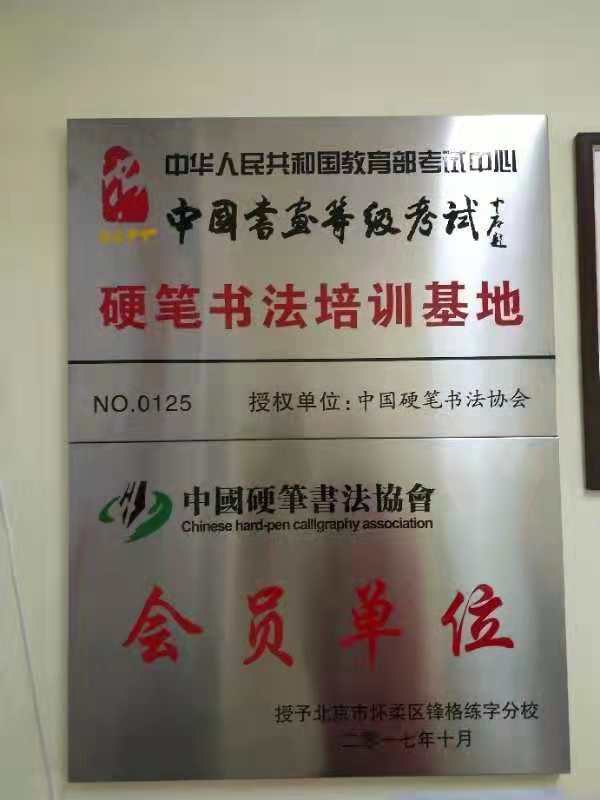 中华人民共和国教育部考试中心
中国书画等级考试
硬笔书法培训基地
NO.0125 授权单位：中国硬笔书法协会
中國硬筆書法協會
Chinese hard-pen calligraphy association
会员单位
授予北京市怀柔区锋格练字分校
二零一七年十月